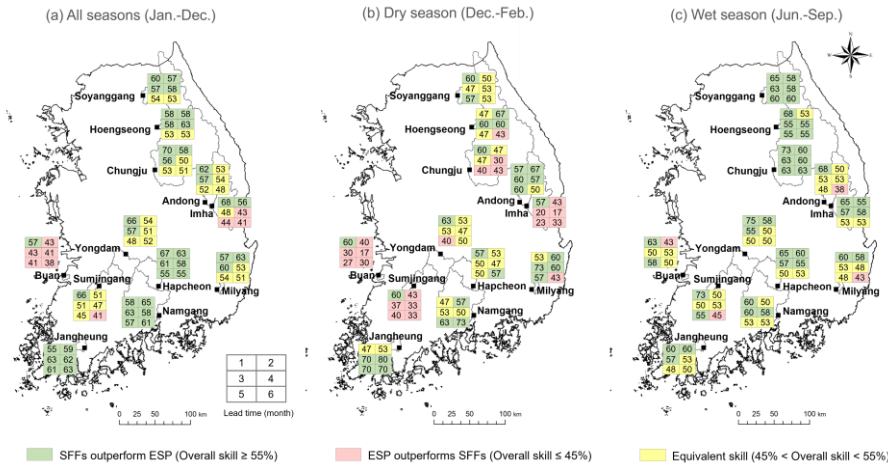 (a) All seasons (Jan.-Dec.)
60 57
57 58
54 53
Soyanggang
58 58
58 63
53 53
Hoengseong
70 58
56 50
53 51
Chungju
62 53
57 54
52 48
Andong
68 56
48 43
44 41
Imha
66 54
66 51
48 52
Yongdam
57 43
43 41
41 38
Buan
67 63
61 58
55 55
Hapcheon
57 63
60 53
54 51
Milyang
66 51
51 47
45 41
Sumjingang
58 65
63 58
57 61
Namgang
Jangheung
55 59
63 62
61 63
1 2
3 4
5 6
Lead time (month)
0 25 50 100 km
(b) Dry season (Dec.-Feb.)
60 50
47 53
57 53
Soyanggang
47 67
60 60
47 43
Hoengseong
60 47
47 30
40 43
Chungju
57 67
60 57
60 50
Andong
57 43
20 17
23 33
Imha
63 53
53 47
40 50
Yongdam
60 40
30 17
27 30
Buan
57 53
50 47
50 57
Hapcheon
53 60
73 60
57 43
Milyang
60 43
37 33
40 33
Sumjingang
47 57
53 50
63 73
Namgang
Jangheung
47 53
70 80
70 70
0 25 50 100 km
(c) Wet season (Jun.-Sep.)
N
65 58
63 58
60 60
Soyanggang
68 53
55 55
55 55
Hoengseong
73 60
63 60
63 63
Chungju
68 50
53 53
48 38
Andong
65 65
57 58
53 53
Imha
75 58
55 50
50 50
Yongdam
63 43
50 53
58 50
Buan
65 60
57 55
50 53
Hapcheon
60 58
53 48
48 43
Milyang
73 50
50 53
55 45
Sumjingang
60 50
60 58
53 53
Namgang
Jangheung
60 60
57 53
48 50
0 25 50 100 km
SFFs outperform ESP (Overall skill ≥ 55%)
ESP outperforms SFFs (Overall skill ≤ 45%)
Equivalent skill (45% < Overall skill < 55%)